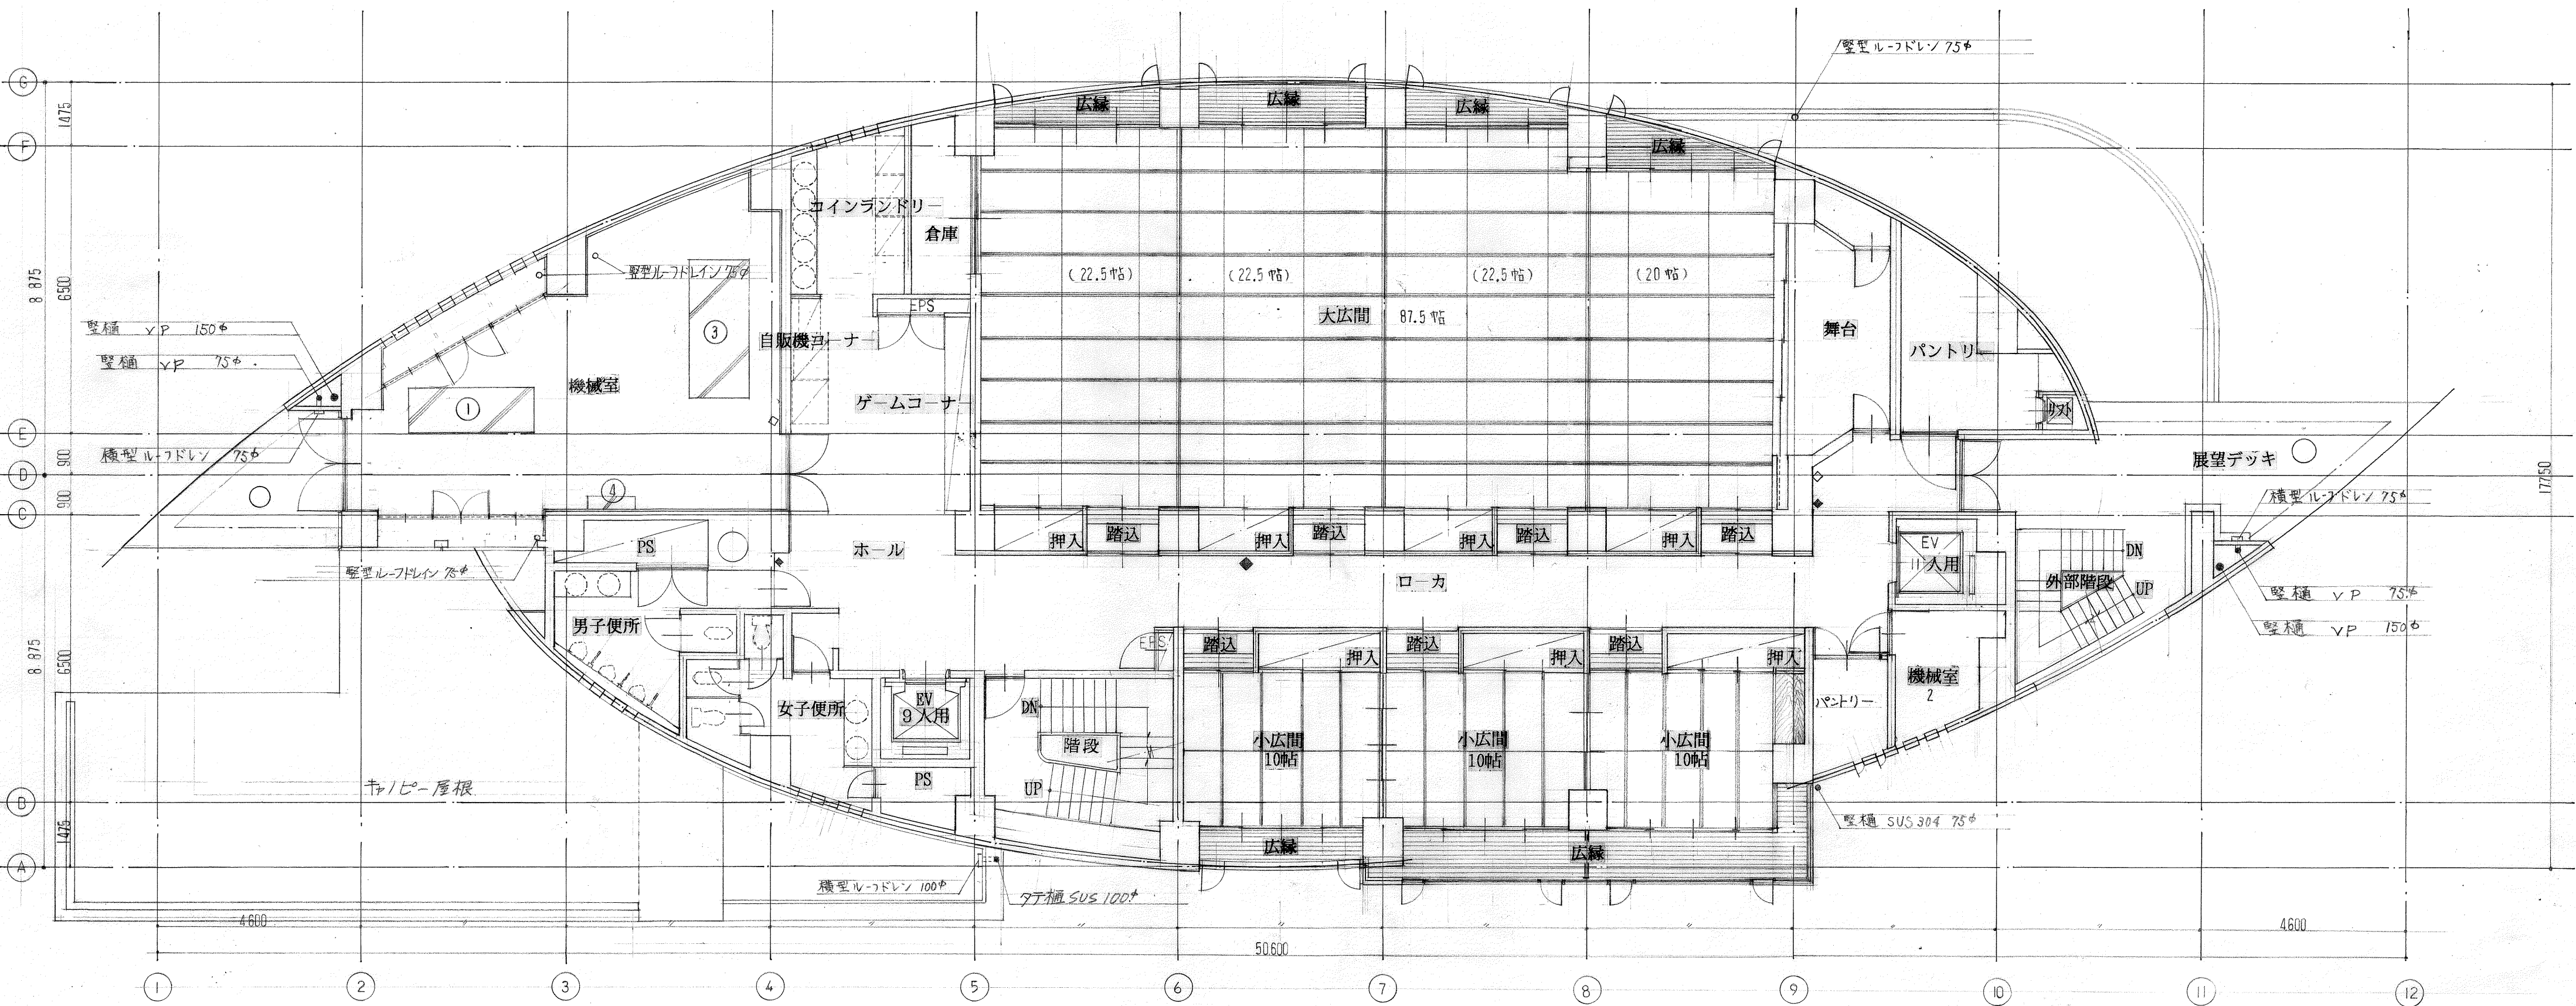 竪型ルーフドレン 75φ
G
1475
F
広縁
広縁
広縁
広縁
コインランドリー
倉庫
8 875
6500
竪型ルーフドレイン 75φ
(22.5帖)
(22.5帖)
(22.5帖)
(20帖)
EPS
大広間 87.5帖
舞台
パントリー
竪樋 VP 150φ
竪樋 VP 75φ
③
自販機コーナー
機械室
①
ゲームコーナー
リフト
E
横型ルーフドレン 75φ
900
D
900
C
展望デッキ
17750
④
横型ルーフドレン 75φ
PS
ホール
押入
踏込
押入
踏込
押入
踏込
押入
踏込
EV
11人用
DN
外部階段
UP
竪型ルーフドレイン 75φ
ローカ
竪樋 VP 75φ
竪樋 VP 150φ
男子便所
EPS
踏込
押入
踏込
押入
踏込
押入
8 875
6500
女子便所
EV
9人用
DN
階段
UP
PS
小広間
10帖
小広間
10帖
小広間
10帖
パントリー
機械室
2
キャノピー屋根
B
1475
A
竪樋 SUS304 75φ
広縁
広縁
横型ルーフドレン 100φ
タテ樋 SUS 100φ
4600
〃
〃
〃
〃
〃
〃
〃
〃
〃
4600
50600
1
2
3
4
5
6
7
8
9
10
11
12